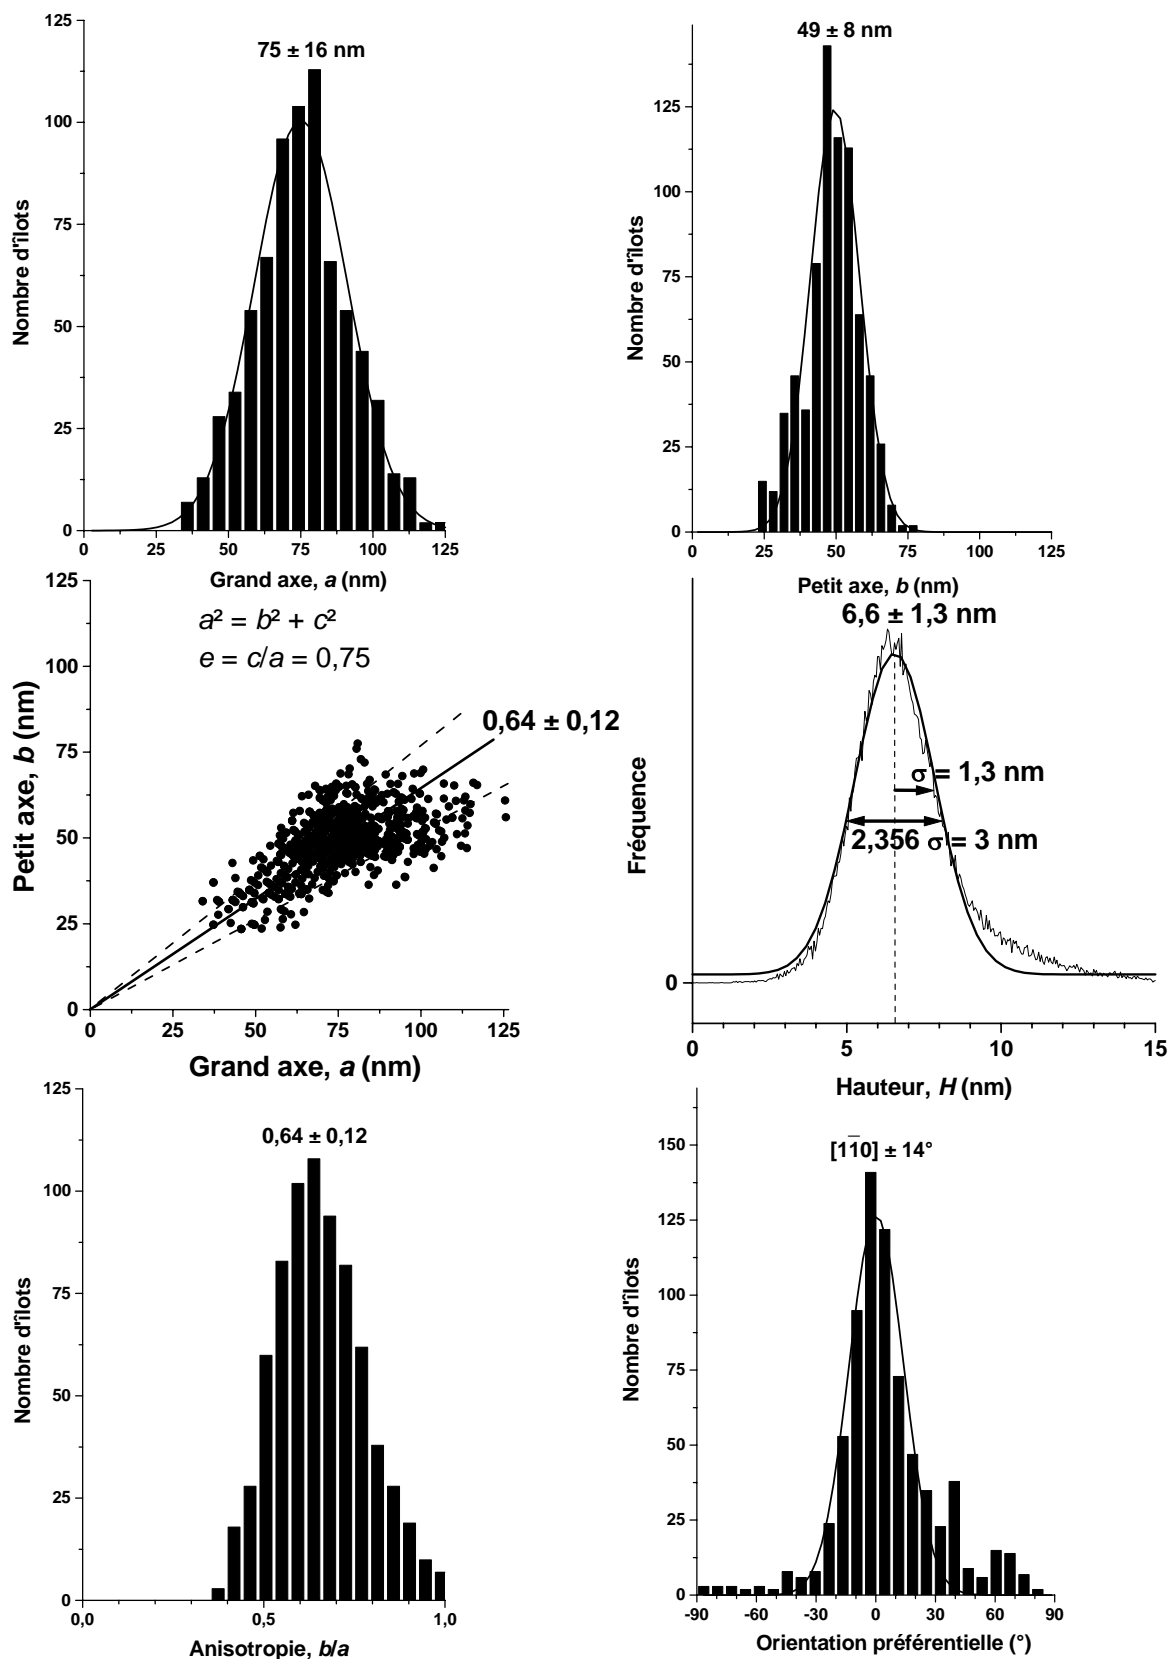 125
100
75
50
25
0
Nombre d'îlots
75 ± 16 nm
0 25 50 75 100 125
Grand axe, a (nm)
125
100
75
50
25
0
Nombre d'îlots
49 ± 8 nm
0 25 50 75 100 125
Petit axe, b (nm)
125
100
75
50
25
0
Petit axe, b (nm)
a² = b² + c²
e = c/a = 0,75
0,64 ± 0,12
0 25 50 75 100 125
Grand axe, a (nm)
6,6 ± 1,3 nm
σ = 1,3 nm
2,356 σ = 3 nm
Fréquence
0
0 5 10 15
Hauteur, H (nm)
125
100
75
50
25
0
Nombre d'îlots
0,64 ± 0,12
0,0 0,5 1,0
Anisotropie, b/a
150
125
100
75
50
25
0
Nombre d'îlots
[11̅0] ± 14°
-90 -60 -30 0 30 60 90
Orientation préférentielle (°)